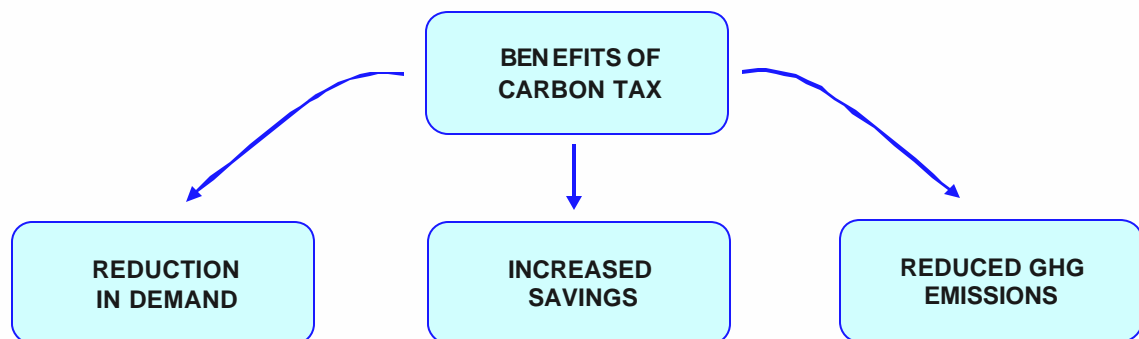 BENEFITS OF
CARBON TAX
REDUCTION
IN DEMAND
INCREASED
SAVINGS
REDUCED GHG
EMISSIONS